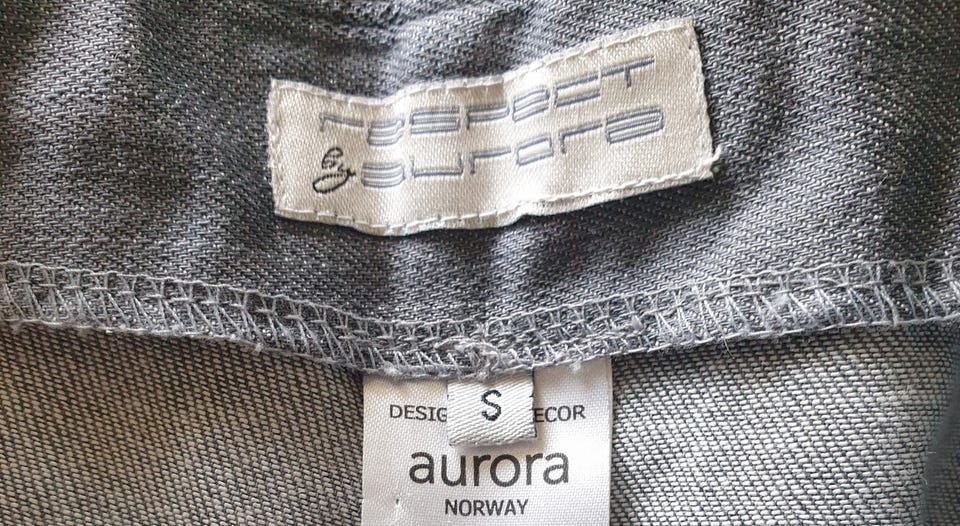 respect
by aurora
S
DESIG ECOR
aurora
NORWAY